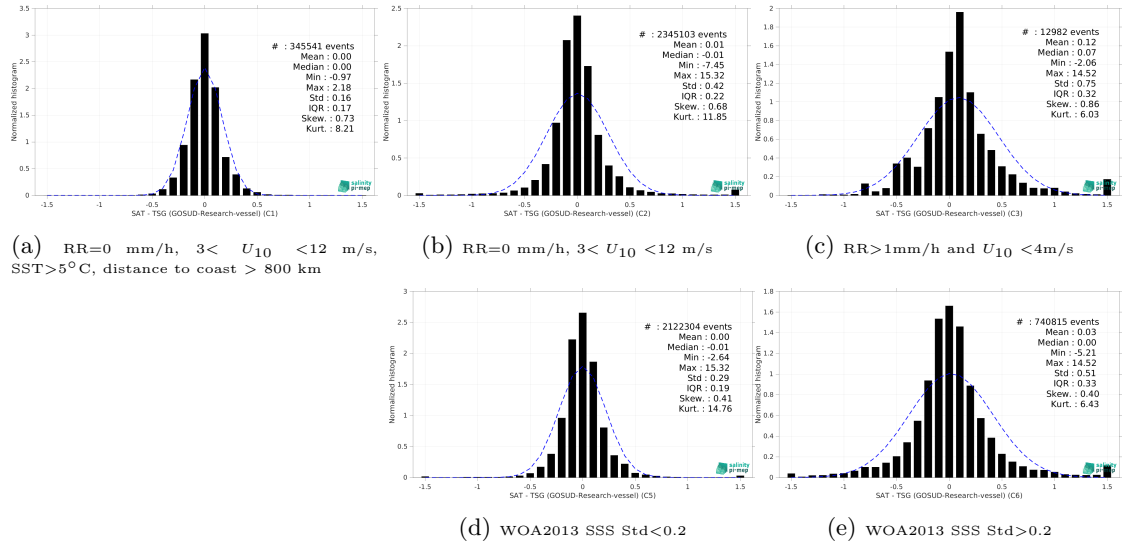 3.5
3
2.5
2
1.5
1
0.5
0
-1.5 -1 -0.5 0 0.5 1 1.5
Normalized histogram
# : 345541 events
Mean : 0.00
Median : 0.00
Min : -0.97
Max : 2.18
Std : 0.16
IQR : 0.17
Skew. : 0.73
Kurt. : 8.21
salinity
pi-mep
SAT - TSG (GOSUD-Research-vessel) (C1)
(a) RR=0 mm/h, 3< U10 <12 m/s,
SST>5°C, distance to coast > 800 km
2.5
2
1.5
1
0.5
0
-1.5 -1 -0.5 0 0.5 1 1.5
Normalized histogram
# : 2345103 events
Mean : 0.01
Median : -0.01
Min : -7.45
Max : 15.32
Std : 0.42
IQR : 0.22
Skew. : 0.68
Kurt. : 11.85
salinity
pi-mep
SAT - TSG (GOSUD-Research-vessel) (C2)
(b) RR=0 mm/h, 3< U10 <12 m/s
2
1.8
1.6
1.4
1.2
1
0.8
0.6
0.4
0.2
0
-1.5 -1 -0.5 0 0.5 1 1.5
Normalized histogram
# : 12982 events
Mean : 0.12
Median : 0.07
Min : -2.06
Max : 14.52
Std : 0.75
IQR : 0.32
Skew. : 0.86
Kurt. : 6.03
salinity
pi-mep
SAT - TSG (GOSUD-Research-vessel) (C3)
(c) RR>1mm/h and U10 <4m/s
3
2.5
2
1.5
1
0.5
0
-1.5 -1 -0.5 0 0.5 1 1.5
Normalized histogram
# : 2122304 events
Mean : 0.00
Median : -0.01
Min : -2.64
Max : 15.32
Std : 0.29
IQR : 0.19
Skew. : 0.41
Kurt. : 14.76
salinity
pi-mep
SAT - TSG (GOSUD-Research-vessel) (C5)
(d) WOA2013 SSS Std<0.2
1.8
1.6
1.4
1.2
1
0.8
0.6
0.4
0.2
0
-1.5 -1 -0.5 0 0.5 1 1.5
Normalized histogram
# : 740815 events
Mean : 0.03
Median : 0.00
Min : -5.21
Max : 14.52
Std : 0.51
IQR : 0.33
Skew. : 0.40
Kurt. : 6.43
salinity
pi-mep
SAT - TSG (GOSUD-Research-vessel) (C6)
(e) WOA2013 SSS Std>0.2